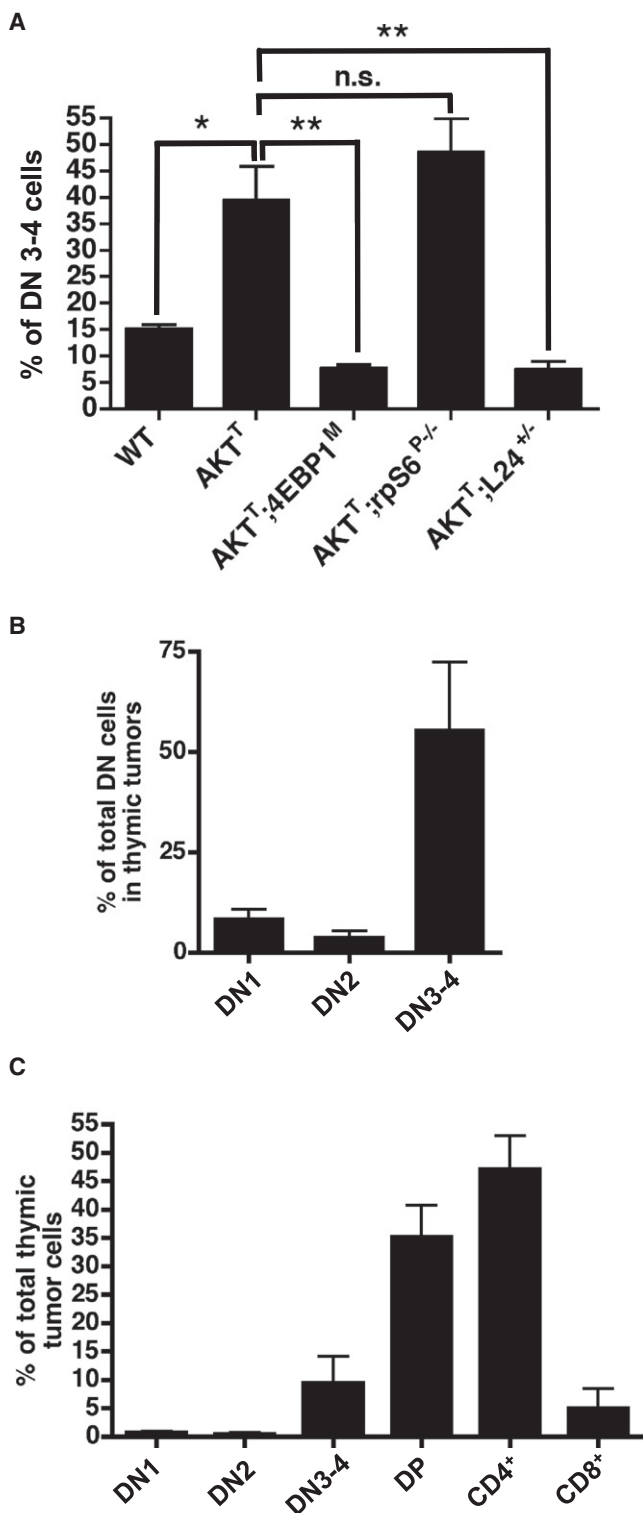 A
**
n.s.
* **
% of DN 3-4 cells
55
50
45
40
35
30
25
20
15
10
5
0
WT
AKT^T
AKT^T;4EBP1^M
AKT^T;rpS6^P-/-
AKT^T;L24^+/-
B
% of total DN cells
in thymic tumors
75
50
25
0
DN1
DN2
DN3-4
C
% of total thymic
tumor cells
55
50
45
40
35
30
25
20
15
10
5
0
DN1
DN2
DN3-4
DP
CD4⁺
CD8⁺